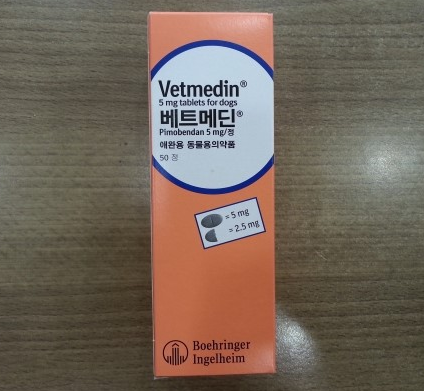 Vetmedin®
5 mg tablets for dogs
베트메딘®
Pimobendan 5 mg/정
애완용 동물용의약품
50 정
= 5 mg
= 2.5 mg
Boehringer
Ingelheim